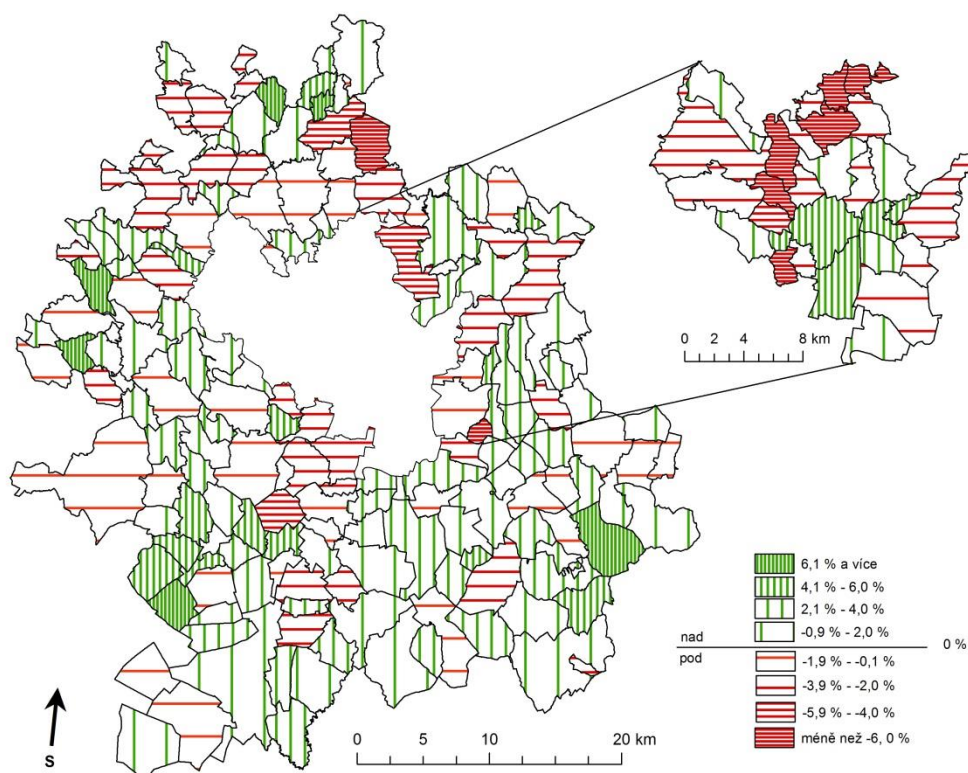 0 2 4 8 km
6,1 % a více
4,1% - 6,0 %
2,1% - 4,0 %
-0,9% - 2,0 %
nad
0 %
pod
-1,9% - -0,1 %
-3,9% - -2,0 %
-5,9% - -4,0 %
méně než -6, 0 %
S
0 5 10 20 km